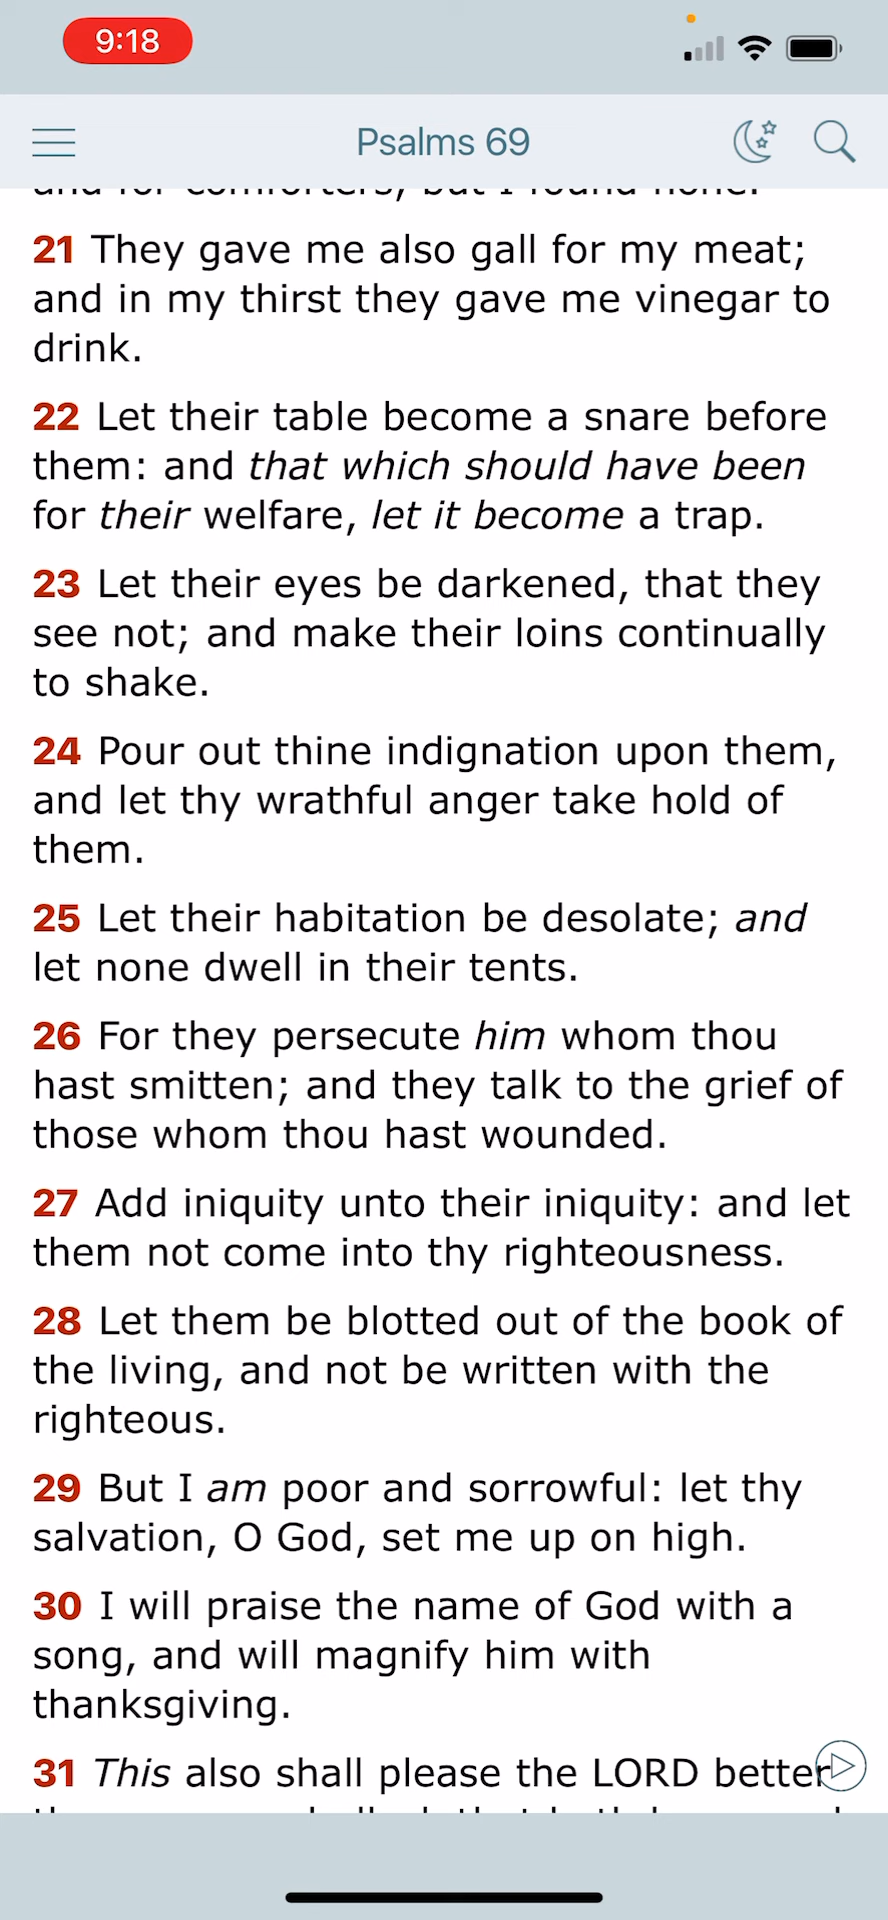 9:18
Psalms 69
21 They gave me also gall for my meat;
and in my thirst they gave me vinegar to
drink.
22 Let their table become a snare before
them: and that which should have been
for their welfare, let it become a trap.
23 Let their eyes be darkened, that they
see not; and make their loins continually
to shake.
24 Pour out thine indignation upon them,
and let thy wrathful anger take hold of
them.
25 Let their habitation be desolate; and
let none dwell in their tents.
26 For they persecute him whom thou
hast smitten; and they talk to the grief of
those whom thou hast wounded.
27 Add iniquity unto their iniquity: and let
them not come into thy righteousness.
28 Let them be blotted out of the book of
the living, and not be written with the
righteous.
29 But I am poor and sorrowful: let thy
salvation, O God, set me up on high.
30 I will praise the name of God with a
song, and will magnify him with
thanksgiving.
31 This also shall please the LORD better